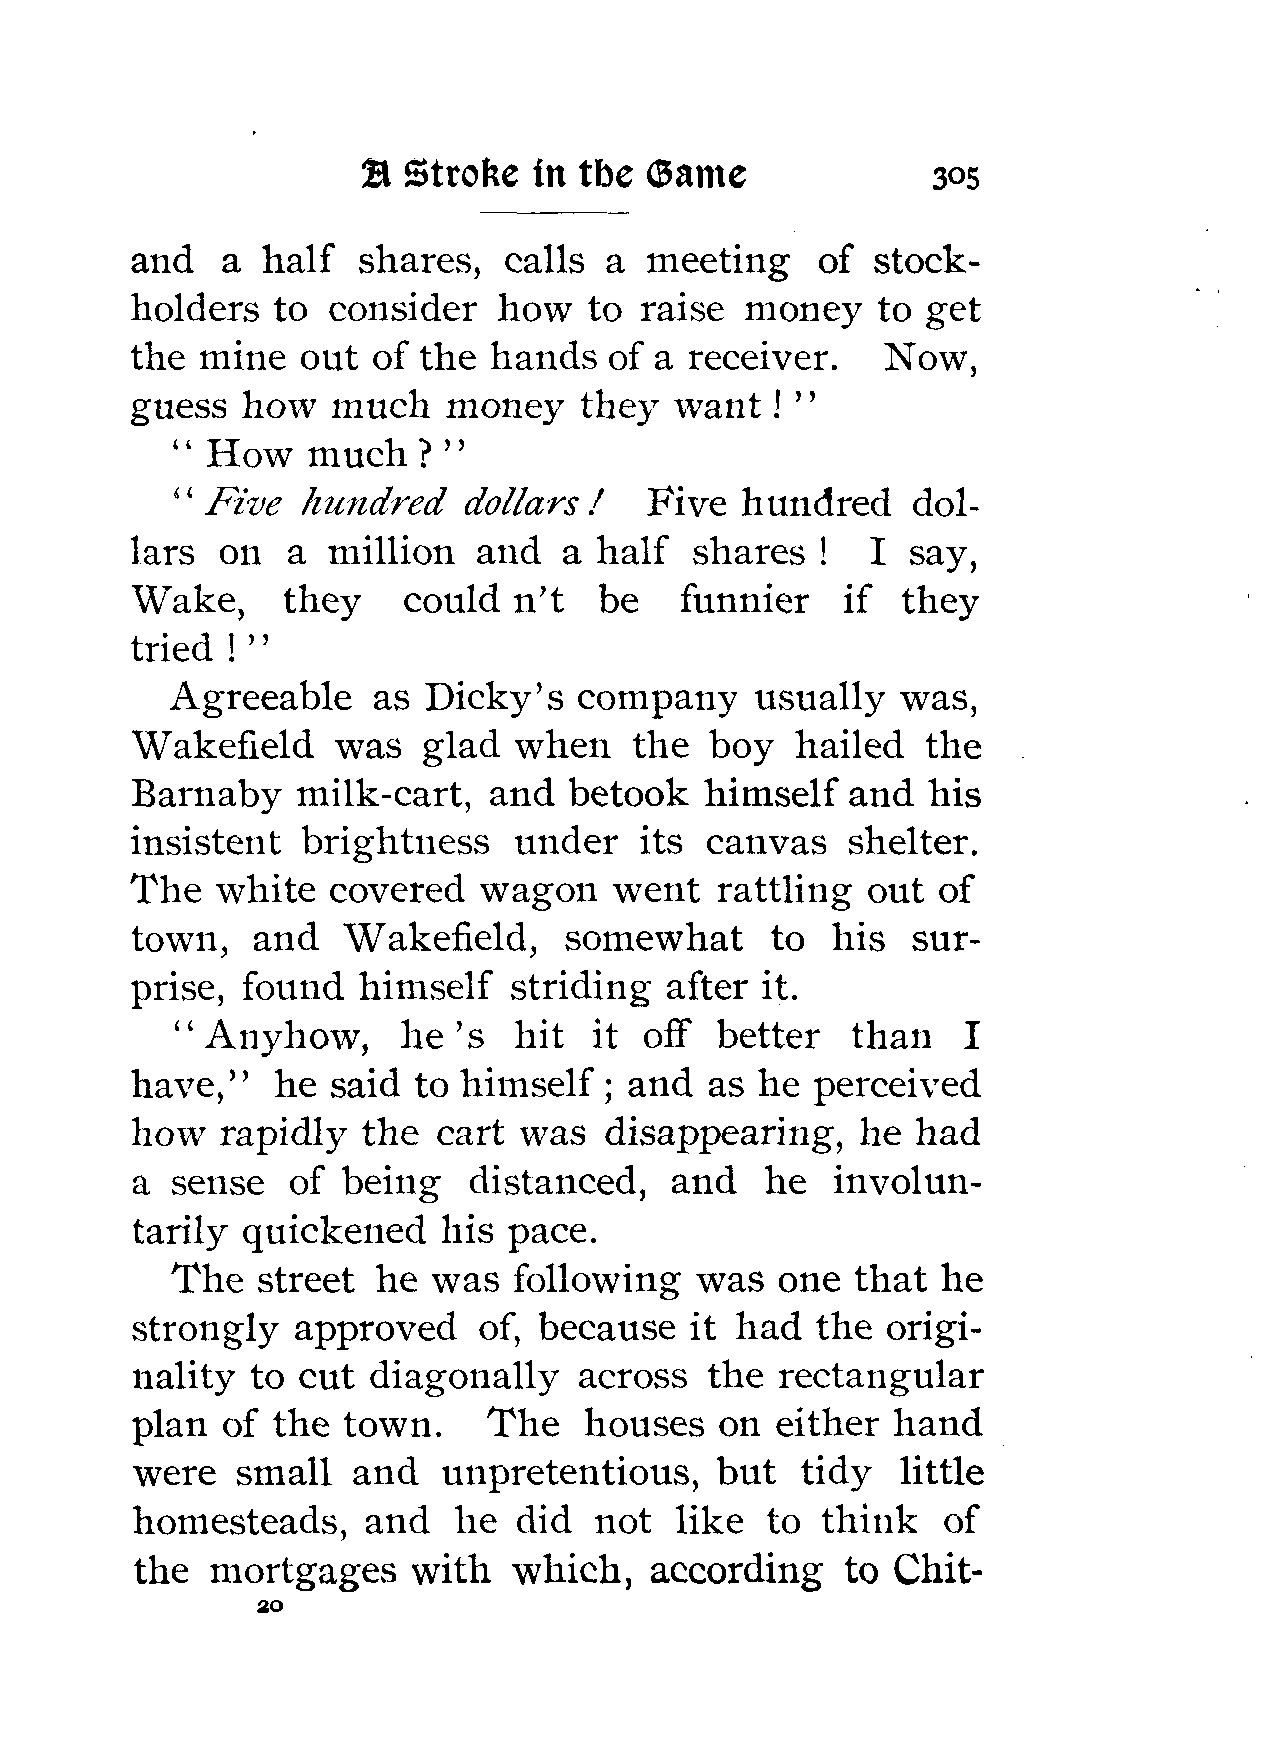 A Stroke in the Game 305
and a half shares, calls a meeting of stock-
holders to consider how to raise money to get
the mine out of the hands of a receiver. Now,
guess how much money they want ! ”
“ How much ? ”
“ Five hundred dollars ! Five hundred dol-
lars on a million and a half shares ! I say,
Wake, they could n’t be funnier if they
tried ! ”
Agreeable as Dicky’s company usually was,
Wakefield was glad when the boy hailed the
Barnaby milk-cart, and betook himself and his
insistent brightness under its canvas shelter.
The white covered wagon went rattling out of
town, and Wakefield, somewhat to his sur-
prise, found himself striding after it.
“ Anyhow, he ’s hit it off better than I
have,” he said to himself ; and as he perceived
how rapidly the cart was disappearing, he had
a sense of being distanced, and he involun-
tarily quickened his pace.
The street he was following was one that he
strongly approved of, because it had the origi-
nality to cut diagonally across the rectangular
plan of the town. The houses on either hand
were small and unpretentious, but tidy little
homesteads, and he did not like to think of
the mortgages with which, according to Chit-
20